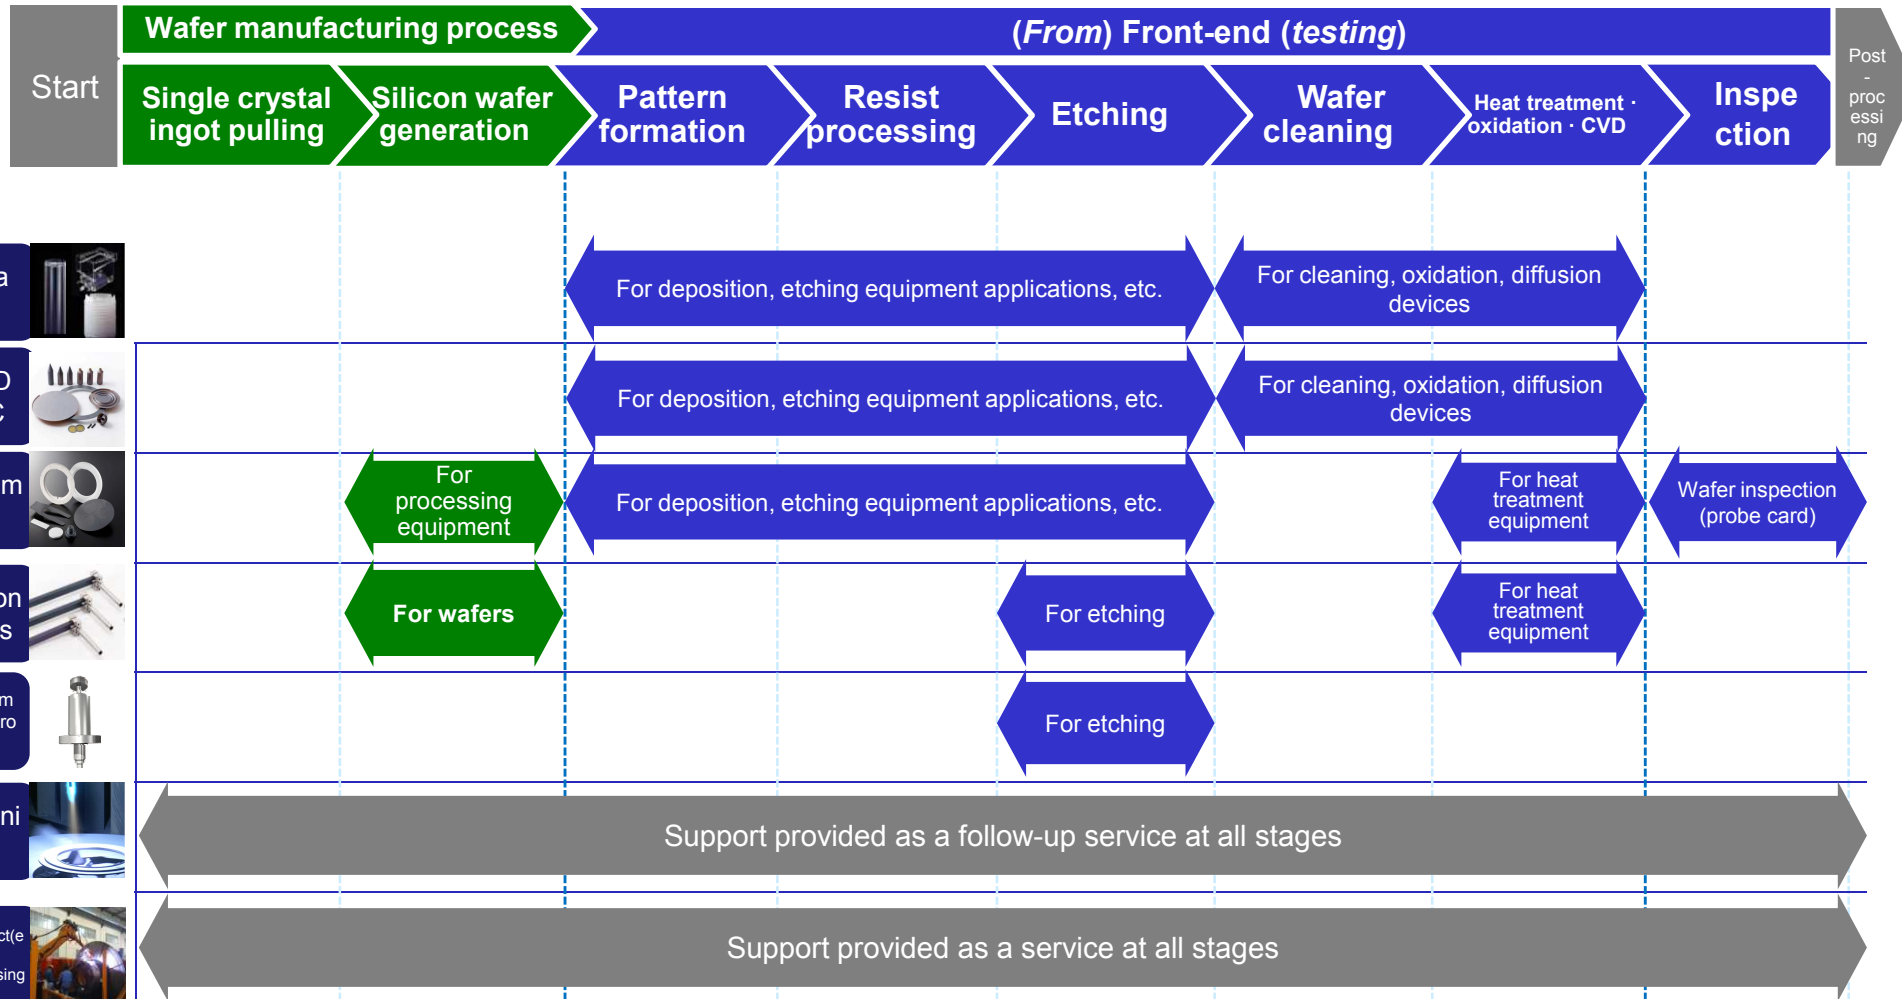 Start
Wafer manufacturing process
(From) Front-end (testing)
Post
-
proc
essi
ng
Single crystal
ingot pulling
Silicon wafer
generation
Pattern
formation
Resist
processing
Etching
Wafer
cleaning
Heat treatment ·
oxidation · CVD
Inspe
ction
a
For deposition, etching equipment applications, etc.
For cleaning, oxidation, diffusion
devices
D
C
For deposition, etching equipment applications, etc.
For cleaning, oxidation, diffusion
devices
m
For
processing
equipment
For deposition, etching equipment applications, etc.
For heat
treatment
equipment
Wafer inspection
(probe card)
on
s
For wafers
For etching
For heat
treatment
equipment
m
ro
For etching
ni
Support provided as a follow-up service at all stages
ct(e
sing
Support provided as a service at all stages